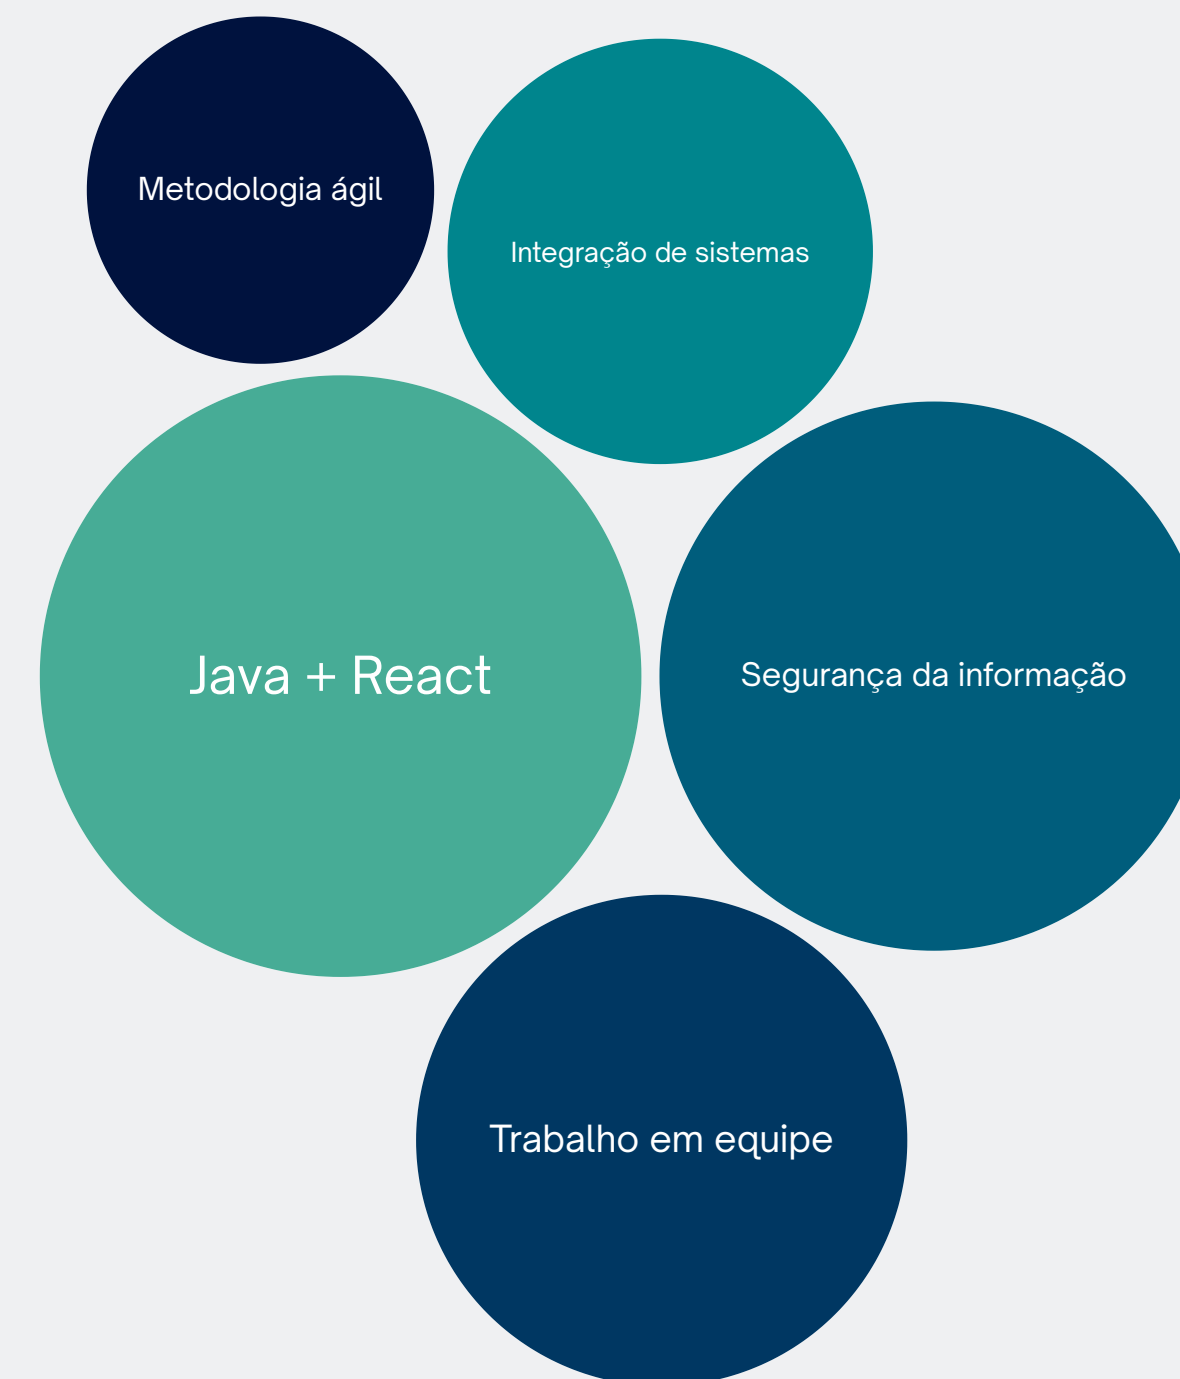 Metodologia ágil
Integração de sistemas
Java + React
Segurança da informação
Trabalho em equipe